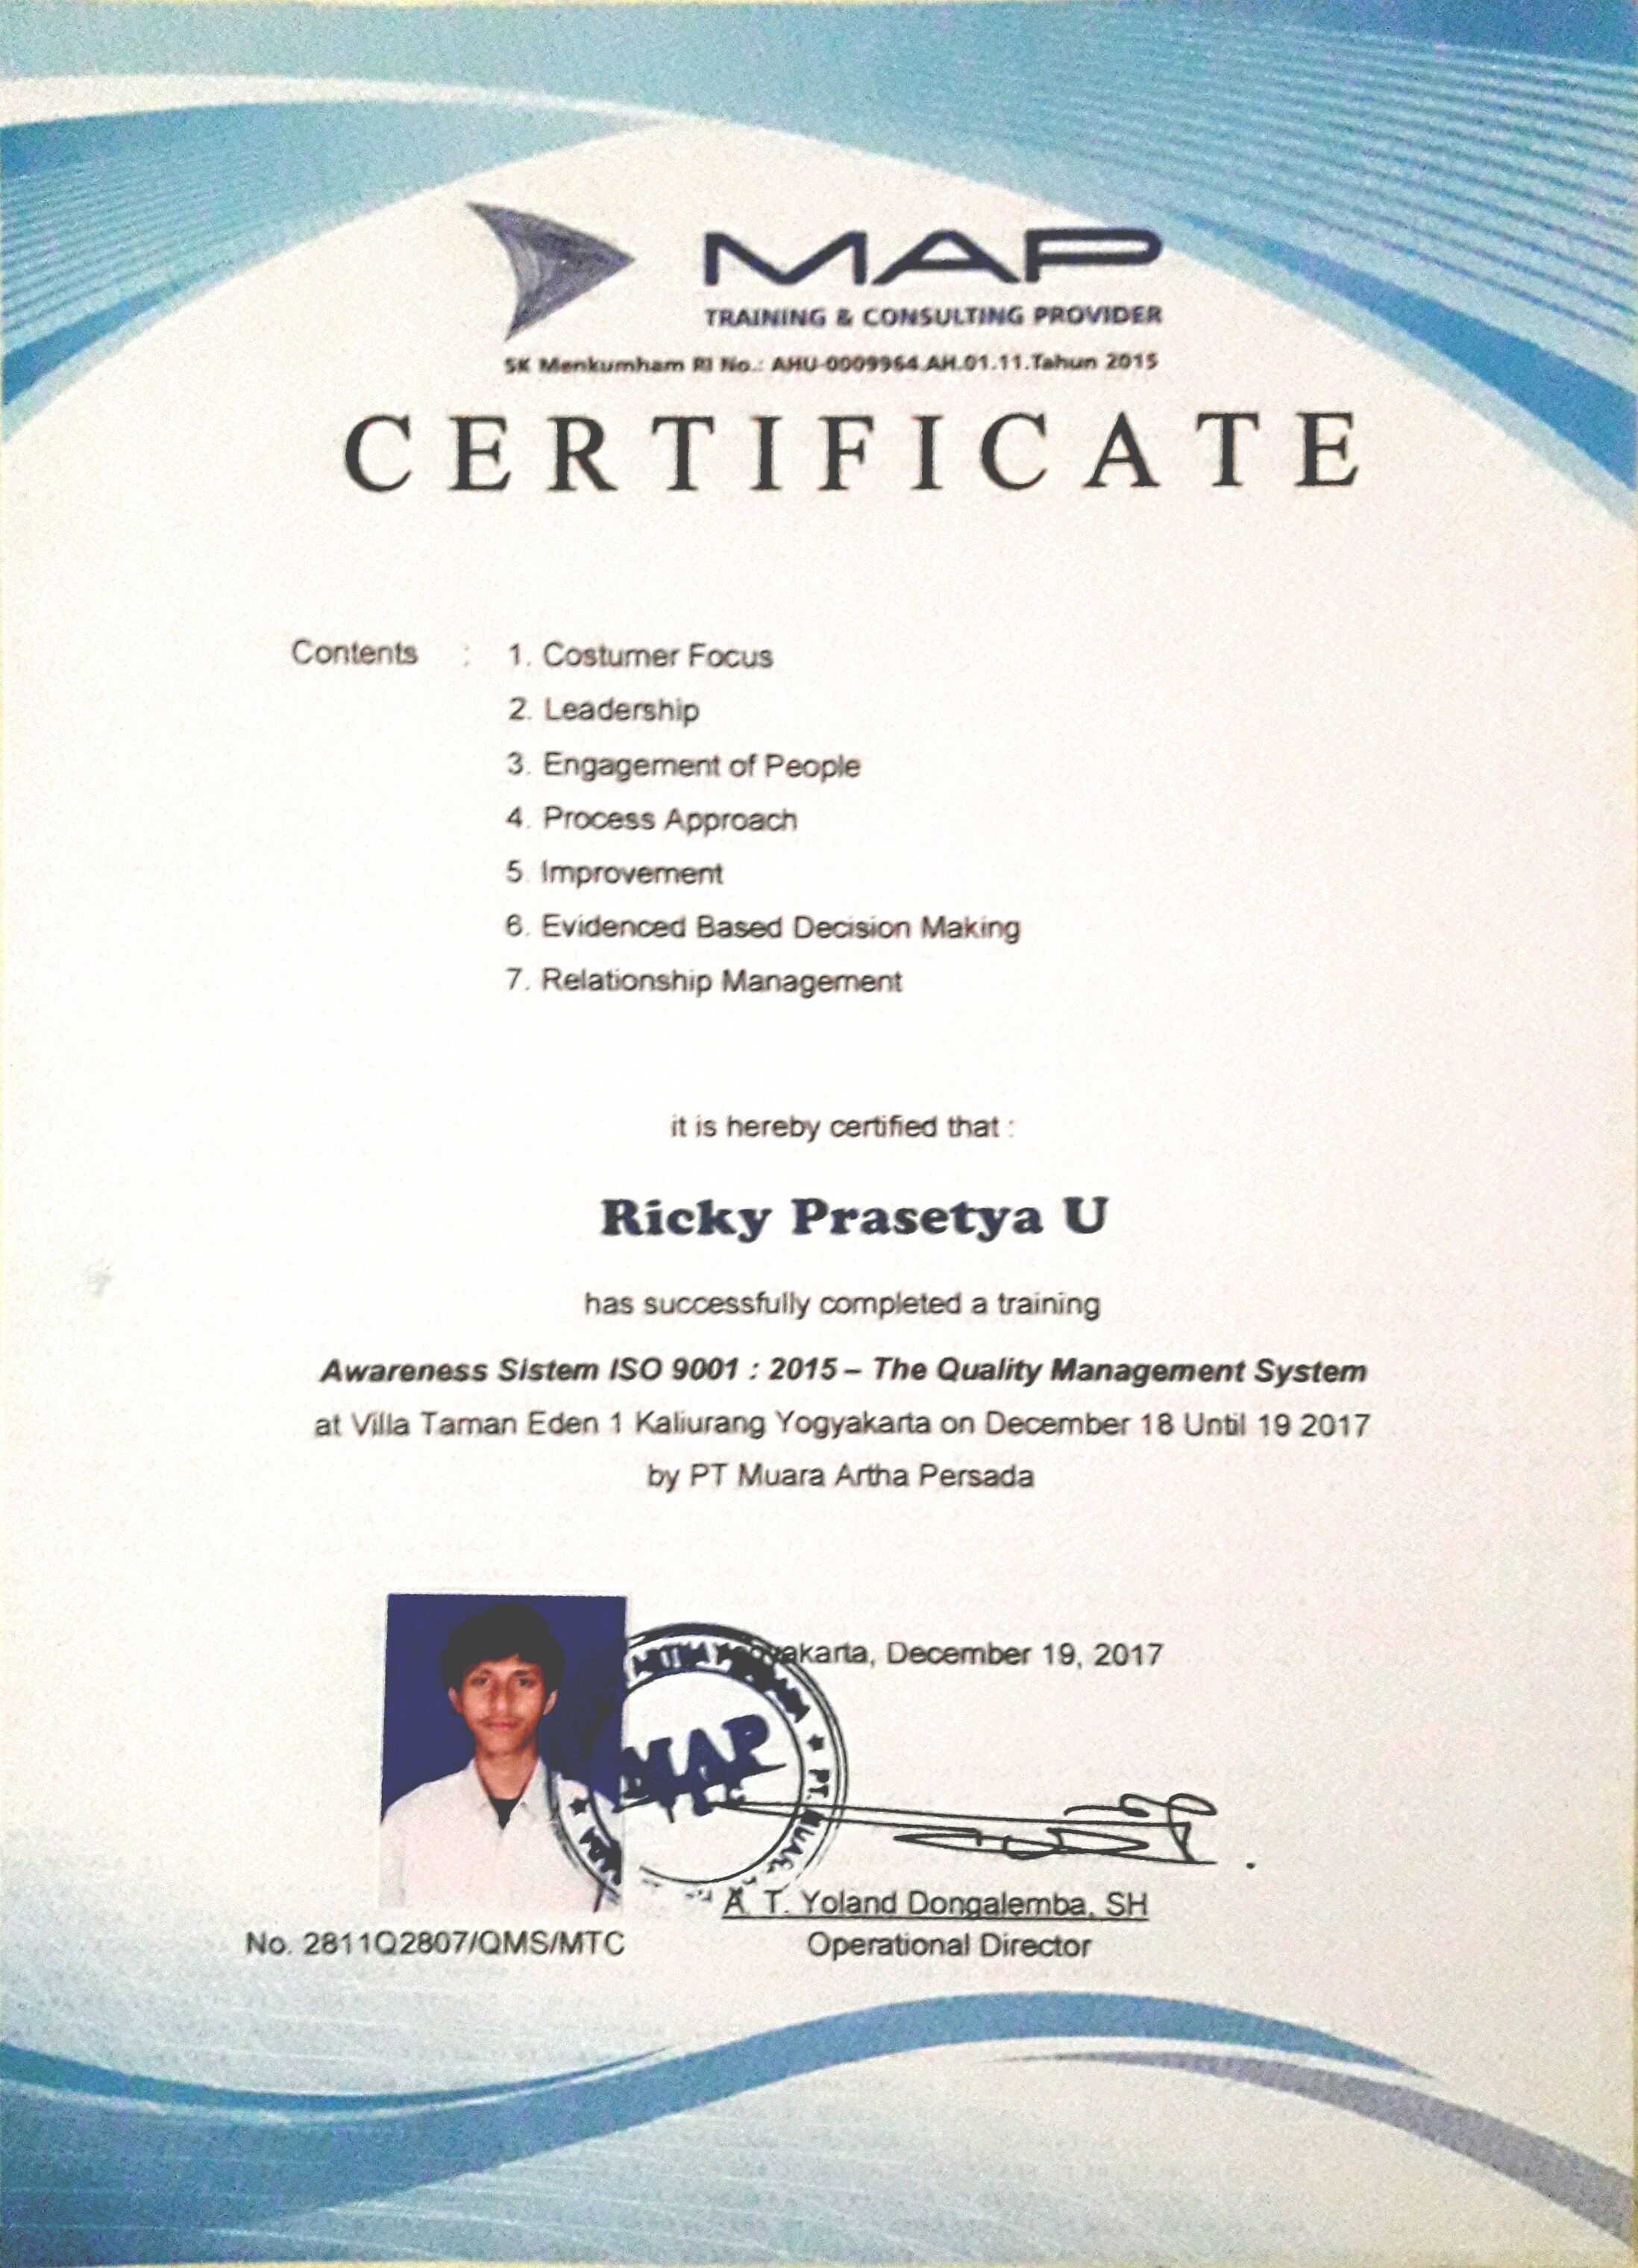 MAP
TRAINING & CONSULTING PROVIDER
SK Menkumham RI No.: AHU-0009964.AH.01.11.Tahun 2015
CERTIFICATE
Contents : 1. Costumer Focus
2. Leadership
3. Engagement of People
4. Process Approach
5. Improvement
6. Evidenced Based Decision Making
7. Relationship Management
it is hereby certified that :
Ricky Prasetya U
has successfully completed a training
Awareness Sistem ISO 9001 : 2015 – The Quality Management System
at Villa Taman Eden 1 Kaliurang Yogyakarta on December 18 Until 19 2017
by PT Muara Artha Persada
Yogyakarta, December 19, 2017
MAP
PT. MUAR
A. T. Yoland Dongalemba, SH
Operational Director
No. 2811Q2807/QMS/MTC